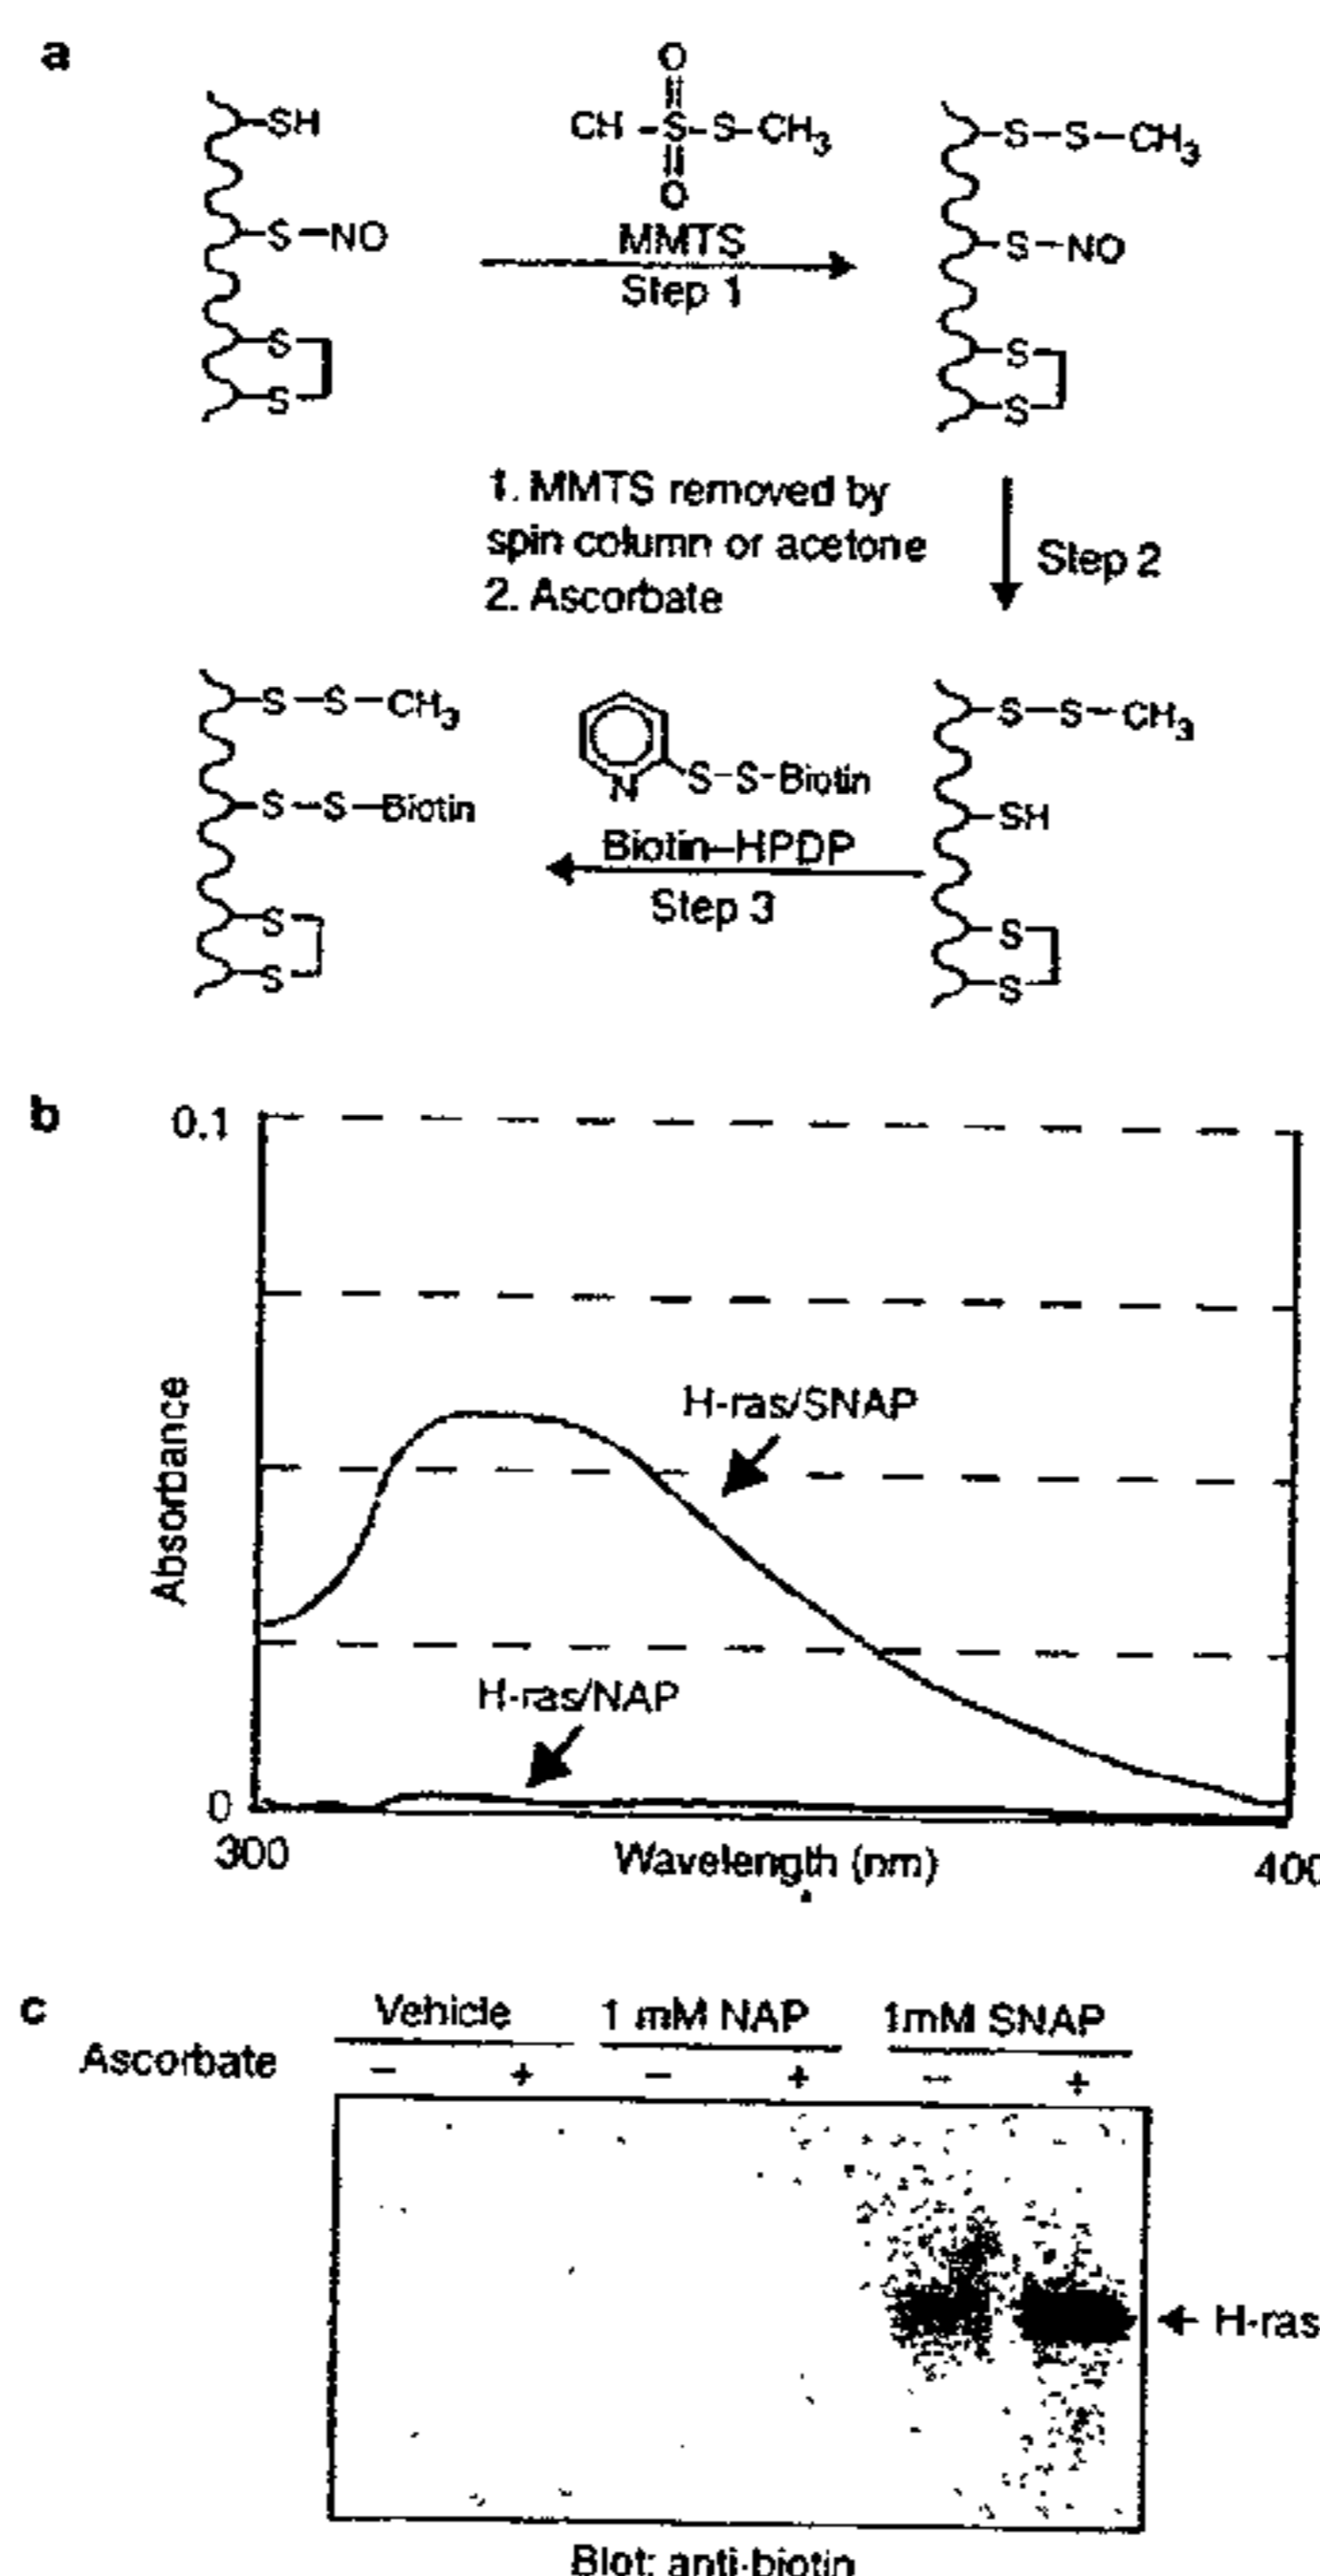 a
SH
S-NO
S
S
O
CH -S-S-CH3
O
MMTS
Step 1
S-S-CH3
S-NO
S
S
1. MMTS removed by
spin column or acetone
2. Ascorbate
Step 2
S-S-CH3
S-S-Biotin
S
S
N
S-S-Biotin
Biotin-HPDP
Step 3
S-S-CH3
SH
S
S
b
0.1
Absorbance
H-ras/SNAP
H-ras/NAP
0
300
Wavelength (nm)
400
c
Vehicle
1 mM NAP
1mM SNAP
Ascorbate
- + - + - +
H-ras
Blot: anti-biotin